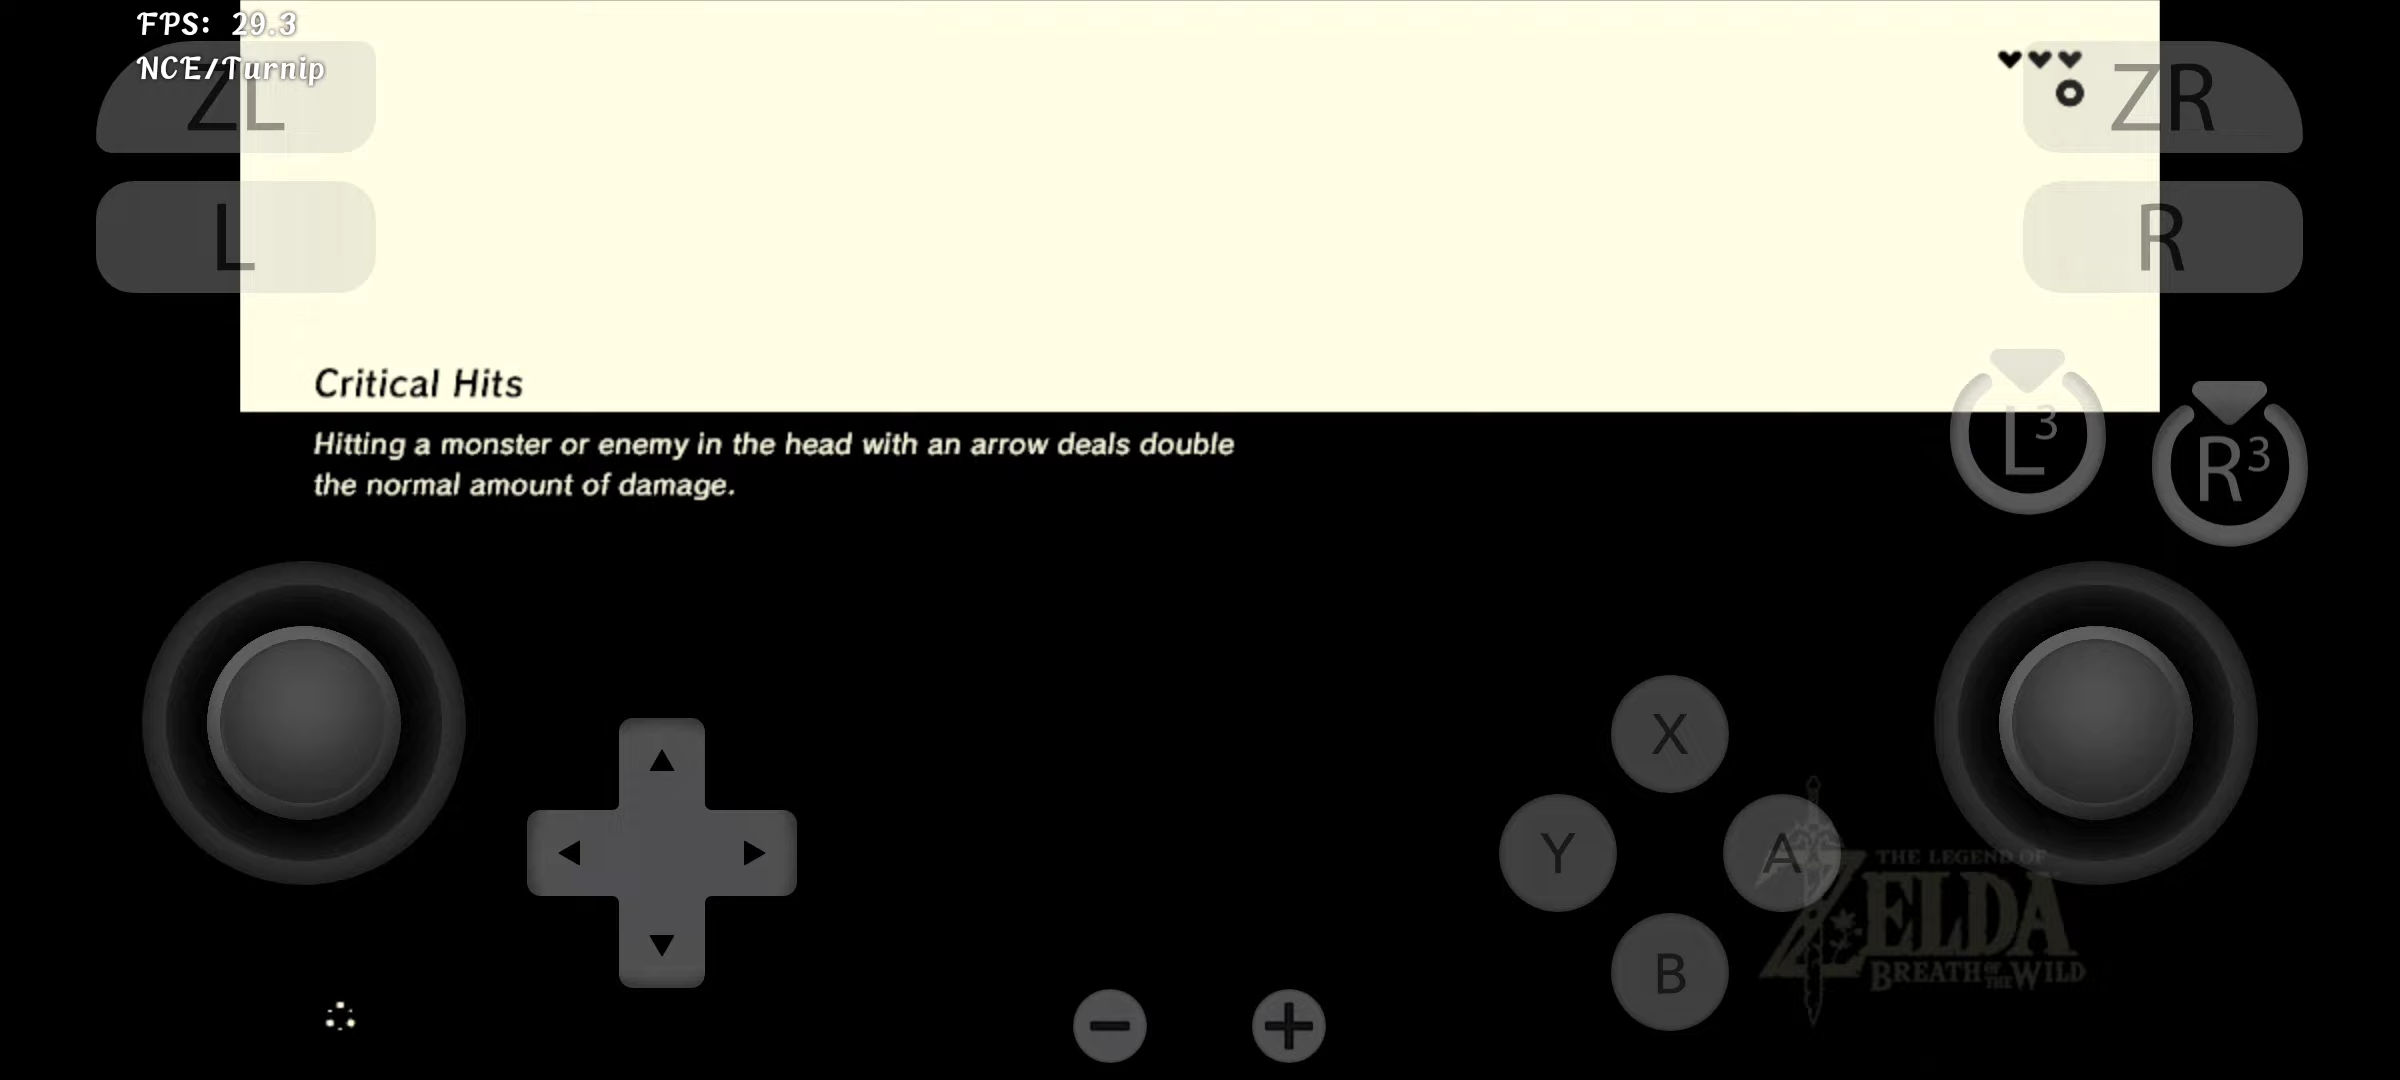 FPS: 29.3
NCE/Turnip
ZL
ZR
L
R
Critical Hits
Hitting a monster or enemy in the head with an arrow deals double
the normal amount of damage.
L3
R3
X
Y
A
B
THE LEGEND OF
ZELDA
BREATH OF THE WILD